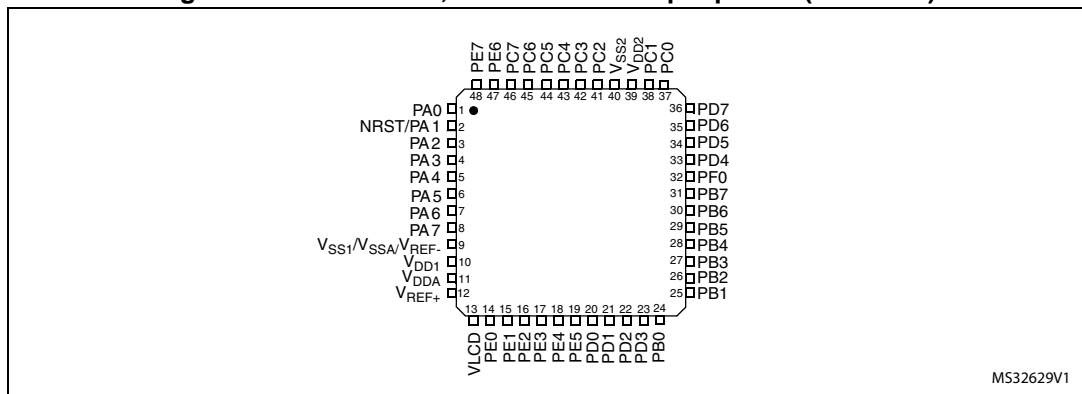 PE7
PE6
PC7
PC6
PC5
PC4
PC3
PC2
VSS2
VDD2
PC1
PC0
48 47 46 45 44 43 42 41 40 39 38 37
PA0 1
NRST/PA1 2
PA2 3
PA3 4
PA4 5
PA5 6
PA6 7
PA7 8
VSS1/VSSA/VREF- 9
VDD1 10
VDDA 11
VREF+ 12
36 PD7
35 PD6
34 PD5
33 PD4
32 PF0
31 PB7
30 PB6
29 PB5
28 PB4
27 PB3
26 PB2
25 PB1
13 14 15 16 17 18 19 20 21 22 23 24
VLCD
PE0
PE1
PE2
PE3
PE4
PE5
PD0
PD1
PD2
PD3
PB0
MS32629V1